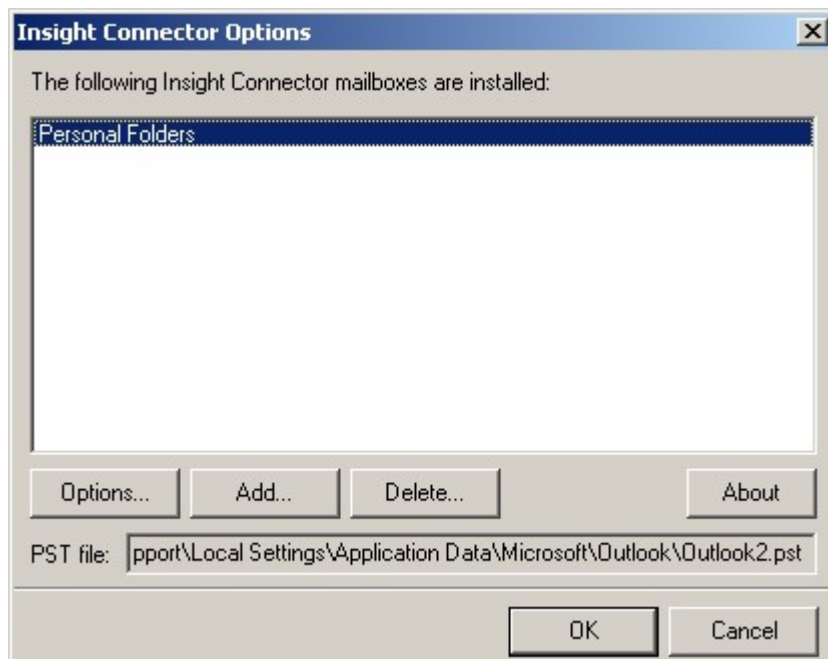 Insight Connector Options
The following Insight Connector mailboxes are installed:
Personal Folders
Options... Add... Delete... About
PST file: pport\Local Settings\Application Data\Microsoft\Outlook\Outlook2.pst
OK Cancel